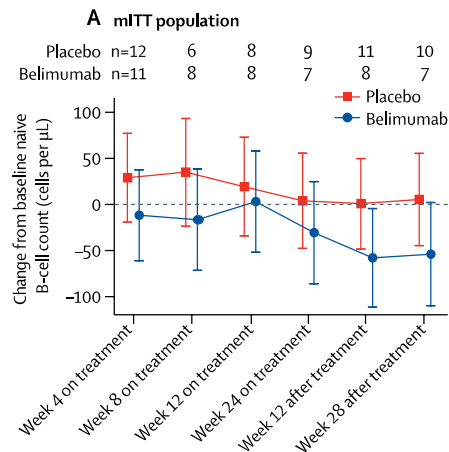 A mITT population
Placebo n=12 6 8 9 11 10
Belimumab n=11 8 8 7 8 7
Placebo
Belimumab
Change from baseline naive
B-cell count (cells per μL)
100
50
0
−50
−100
Week 4 on treatment
Week 8 on treatment
Week 12 on treatment
Week 24 on treatment
Week 12 after treatment
Week 28 after treatment